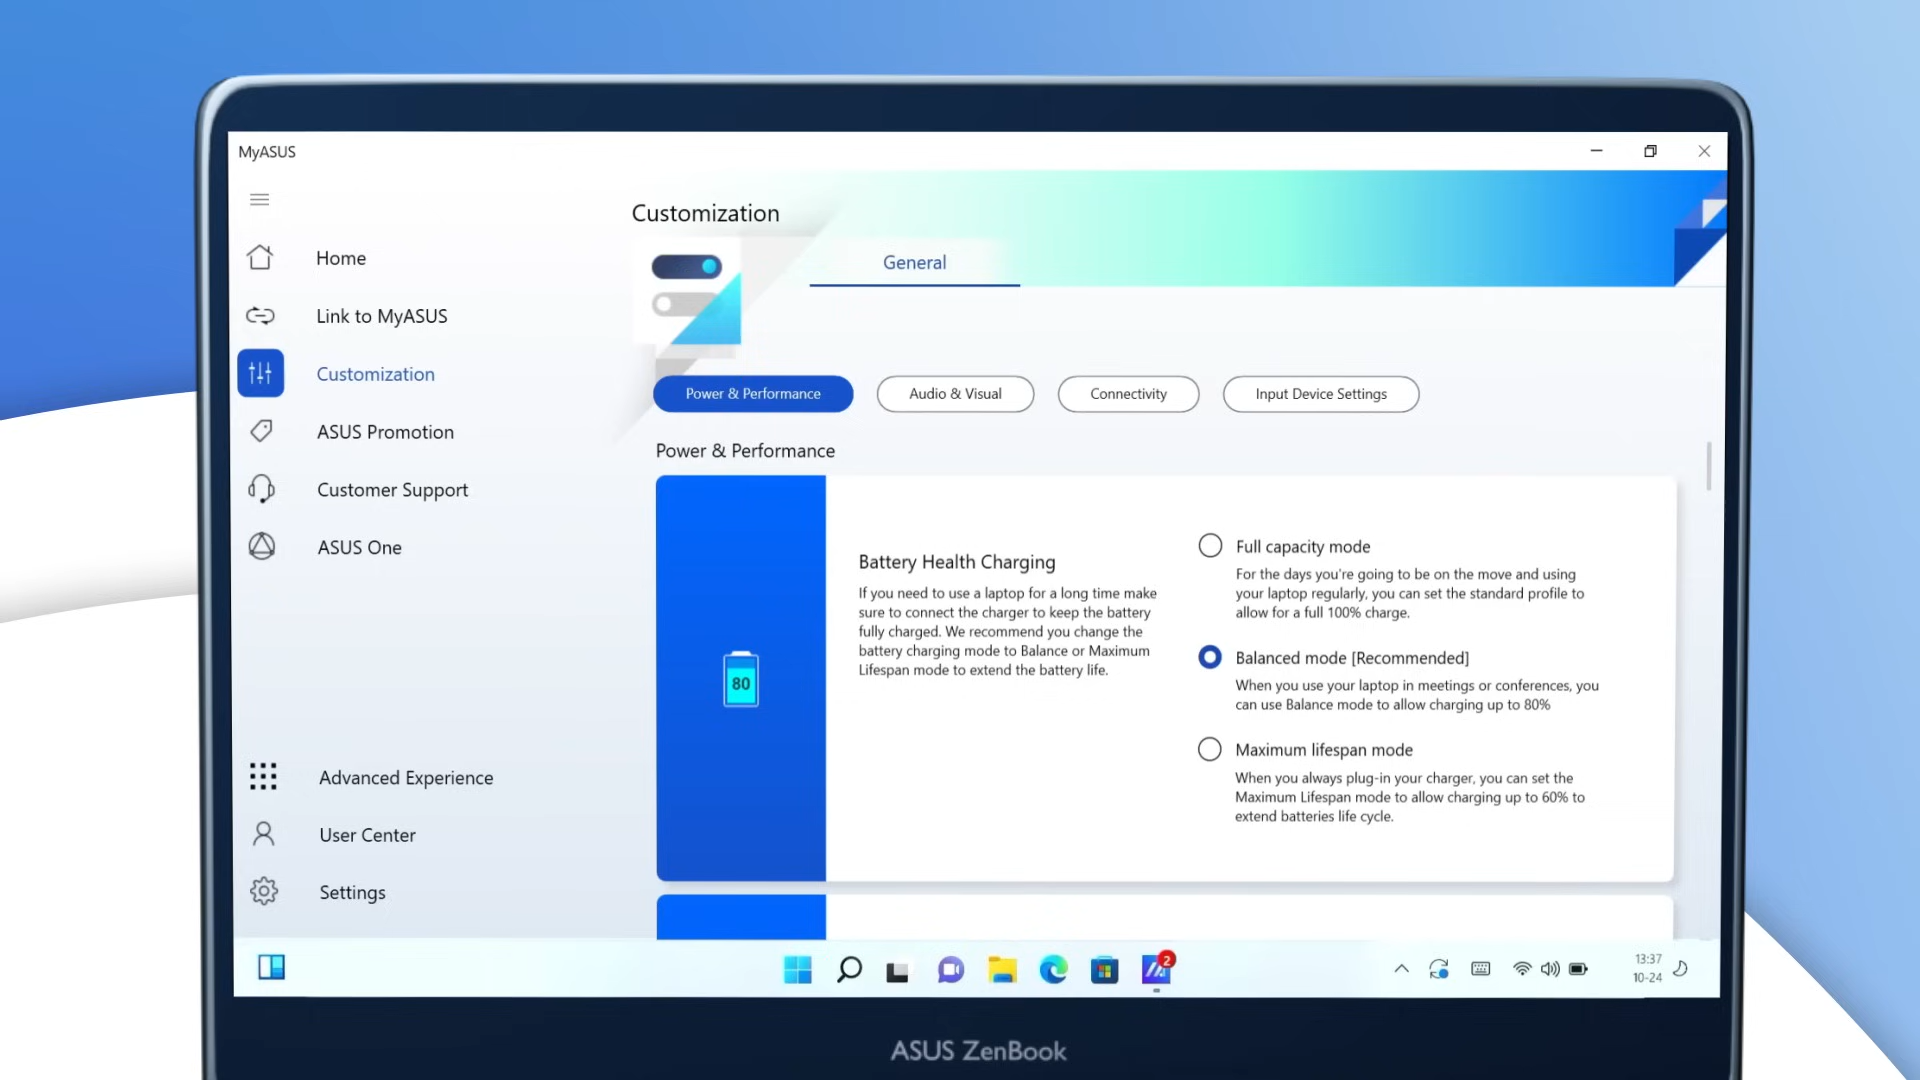 MyASUS
Customization
Home
General
Link to MyASUS
Customization
Power & Performance
Audio & Visual
Connectivity
Input Device Settings
ASUS Promotion
Power & Performance
Customer Support
ASUS One
Battery Health Charging
If you need to use a laptop for a long time make
sure to connect the charger to keep the battery
fully charged. We recommend you change the
battery charging mode to Balance or Maximum
Lifespan mode to extend the battery life.
80
Full capacity mode
For the days you're going to be on the move and using
your laptop regularly, you can set the standard profile to
allow for a full 100% charge.
Balanced mode [Recommended]
When you use your laptop in meetings or conferences, you
can use Balance mode to allow charging up to 80%
Maximum lifespan mode
When you always plug-in your charger, you can set the
Maximum Lifespan mode to allow charging up to 60% to
extend batteries life cycle.
Advanced Experience
User Center
Settings
2
13:37
10-24
ASUS ZenBook